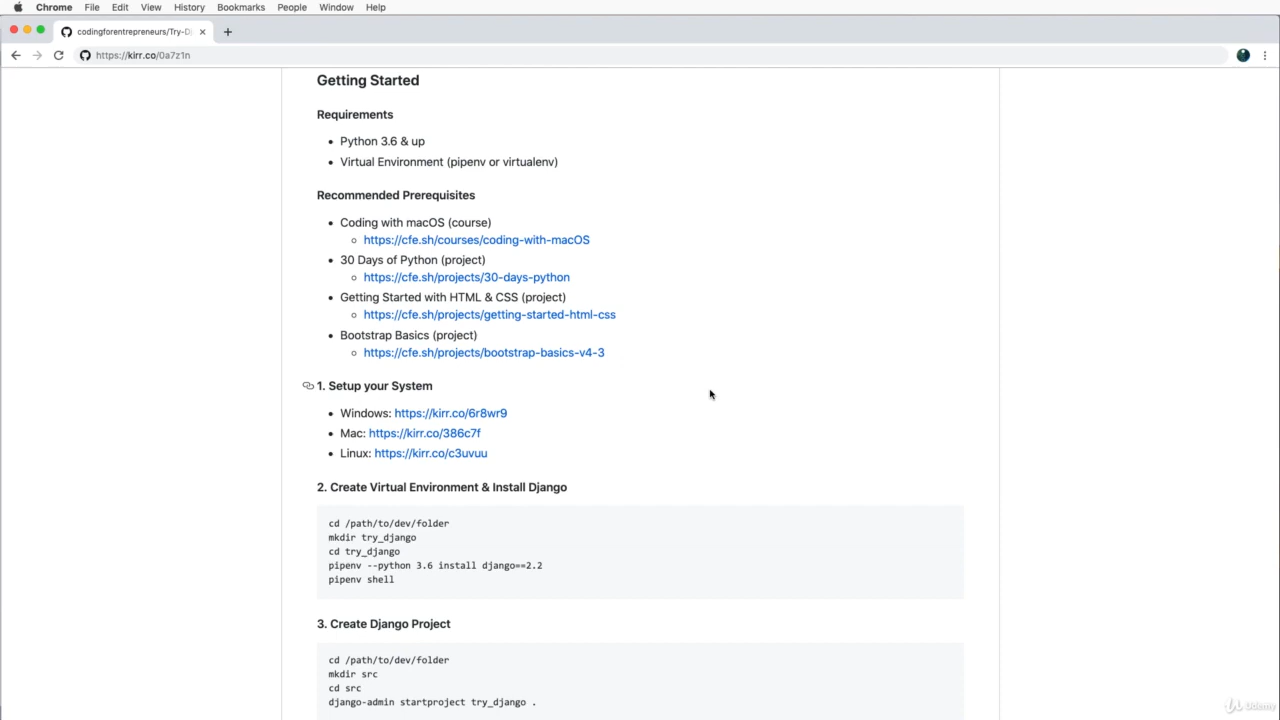 Chrome File Edit View History Bookmarks People Window Help
codingforentrepreneurs/Try-D
https://kirr.co/0a7z1n
Getting Started
Requirements
Python 3.6 & up
Virtual Environment (pipenv or virtualenv)
Recommended Prerequisites
Coding with macOS (course)
https://cfe.sh/courses/coding-with-macOS
30 Days of Python (project)
https://cfe.sh/projects/30-days-python
Getting Started with HTML & CSS (project)
https://cfe.sh/projects/getting-started-html-css
Bootstrap Basics (project)
https://cfe.sh/projects/bootstrap-basics-v4-3
1. Setup your System
Windows: https://kirr.co/6r8wr9
Mac: https://kirr.co/386c7f
Linux: https://kirr.co/c3uvuu
2. Create Virtual Environment & Install Django
cd /path/to/dev/folder
mkdir try_django
cd try_django
pipenv --python 3.6 install django==2.2
pipenv shell
3. Create Django Project
cd /path/to/dev/folder
mkdir src
cd src
django-admin startproject try_django .
Udemy